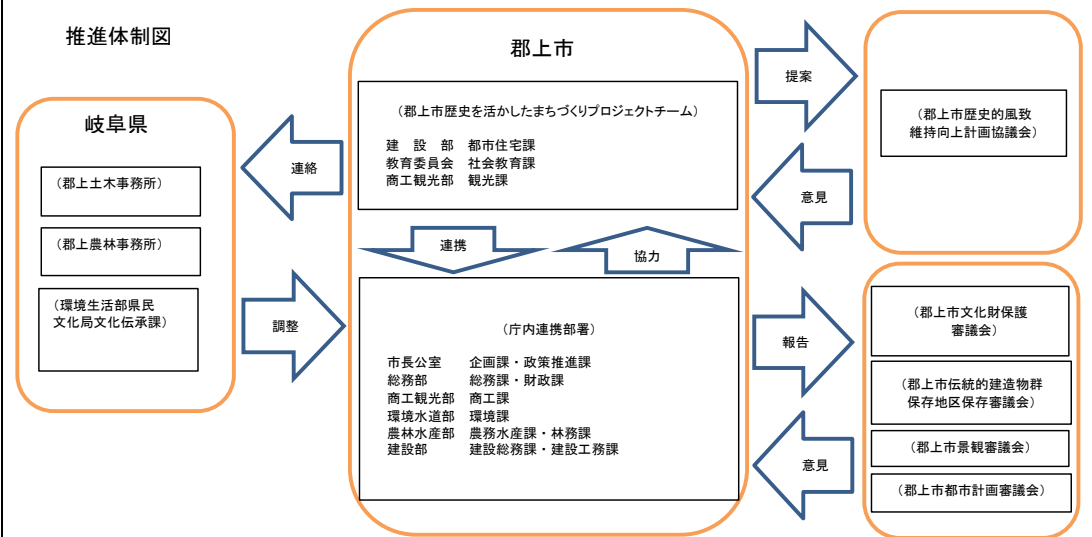 推進体制図
岐阜県
(郡上土木事務所)
(郡上農林事務所)
(環境生活部県民
文化局文化伝承課)
連絡
調整
郡上市
(郡上市歴史を活かしたまちづくりプロジェクトチーム)
建 設 部 都市住宅課
教育委員会 社会教育課
商工観光部 観光課
連携
協力
(庁内連携部署)
市長公室 企画課・政策推進課
総務部 総務課・財政課
商工観光部 商工課
環境水道部 環境課
農林水産部 農務水産課・林務課
建設部 建設総務課・建設工務課
提案
意見
報告
意見
(郡上市歴史的風致
維持向上計画協議会)
(郡上市文化財保護
審議会)
(郡上市伝統的建造物群
保存地区保存審議会)
(郡上市景観審議会)
(郡上市都市計画審議会)